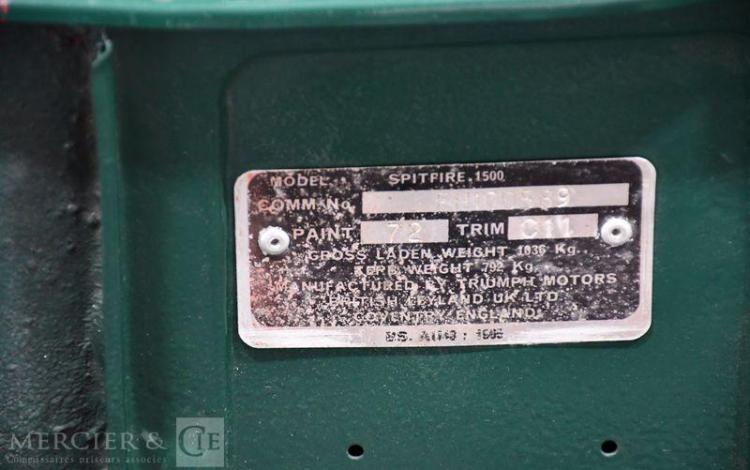 MODEL SPITFIRE 1500
COMM. No
PAINT 72 TRIM C11
GROSS LADEN WEIGHT 1036 Kg.
KERB WEIGHT 792 Kg.
MANUFACTURED BY TRIUMPH MOTORS
BRITISH LEYLAND UK LTD
COVENTRY ENGLAND
MERCIER & CIE
Commissaires priseurs associés